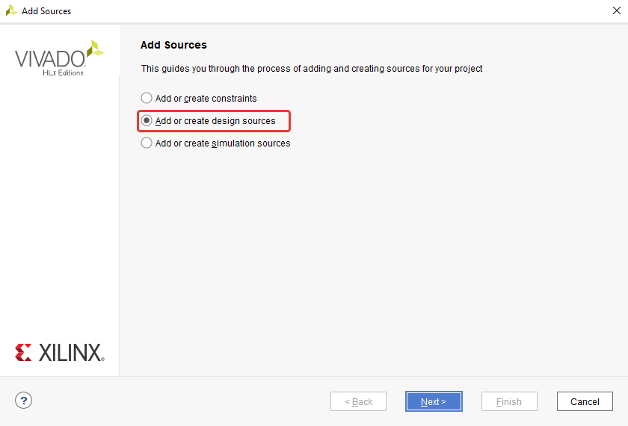 Add Sources
VIVADO
HLx Editions
Add Sources
This guides you through the process of adding and creating sources for your project
Add or create constraints
Add or create design sources
Add or create simulation sources
XILINX
?
< Back
Next >
Finish
Cancel